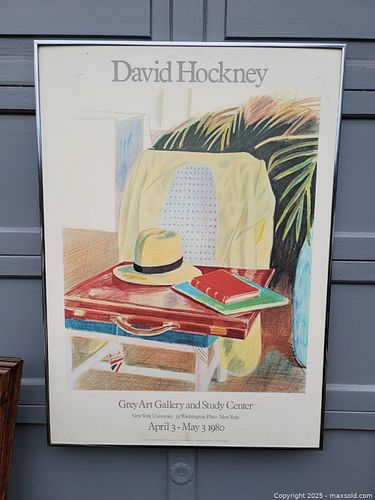 David Hockney
Grey Art Gallery and Study Center
New York University 33 Washington Place New York
April 3 - May 3 1980
Copyright © 2025 - maxsold.com